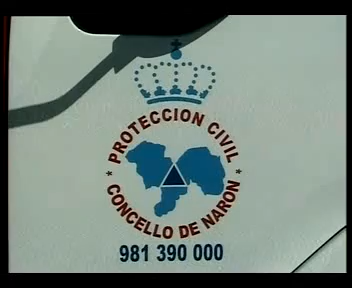 * PROTECCION CIVIL *
CONCELLO DE NARON
981 390 000